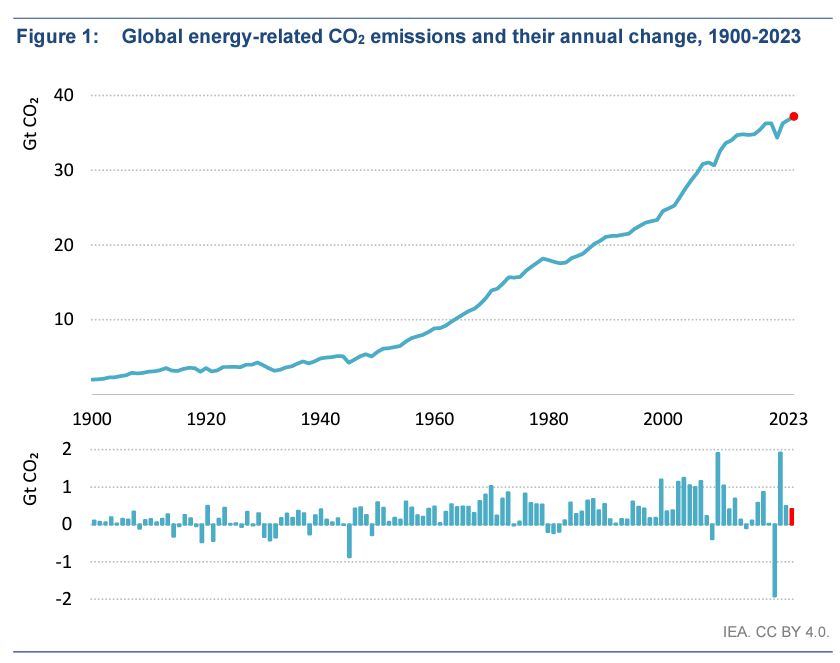 Figure 1: Global energy-related CO₂ emissions and their annual change, 1900-2023
Gt CO₂
40
30
20
10
1900 1920 1940 1960 1980 2000 2023
Gt CO₂
2
1
0
-1
-2
IEA. CC BY 4.0.